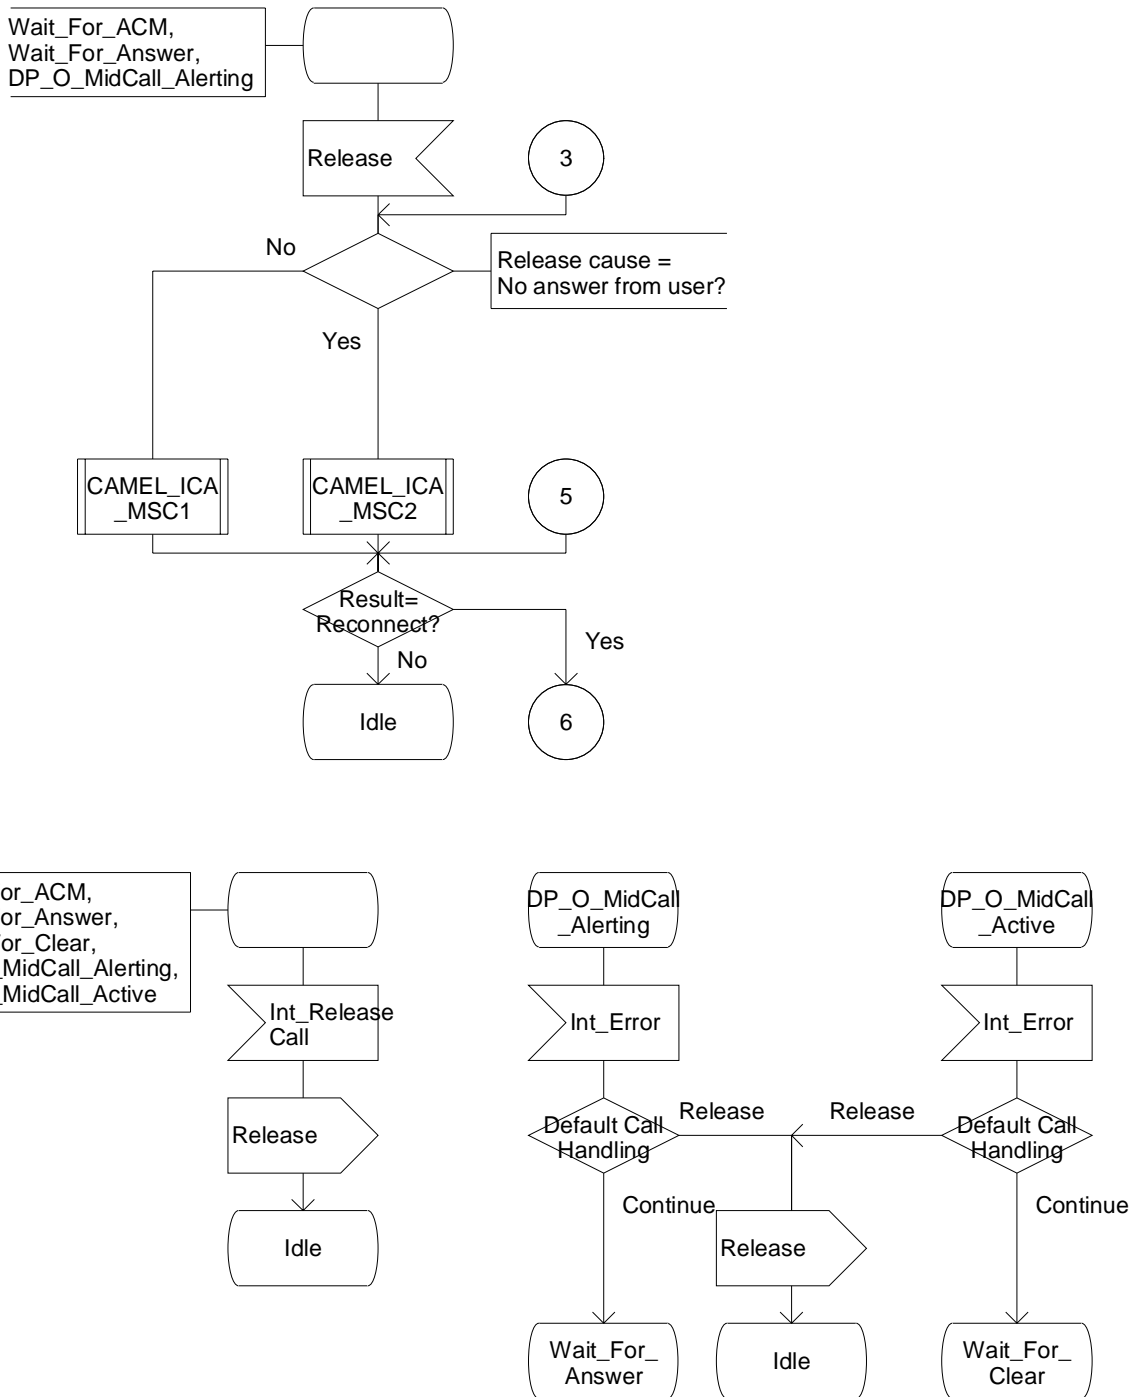 Wait_For_ACM,
Wait_For_Answer,
DP_O_MidCall_Alerting
Release
3
No
Release cause =
No answer from user?
Yes
CAMEL_ICA
_MSC1
CAMEL_ICA
_MSC2
5
Result=
Reconnect?
Yes
No
Idle
6
or_ACM,
or_Answer,
or_Clear,
_MidCall_Alerting,
_MidCall_Active
Int_Release
Call
Release
Idle
DP_O_MidCall
_Alerting
DP_O_MidCall
_Active
Int_Error
Int_Error
Default Call
Handling
Release
Release
Default Call
Handling
Continue
Continue
Release
Wait_For_
Answer
Idle
Wait_For_
Clear